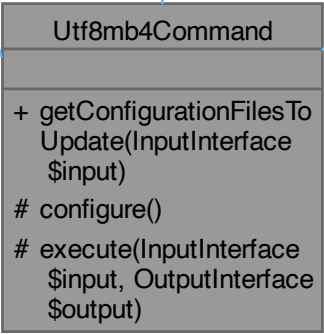 Utf8mb4Command
+ getConfigurationFilesTo
Update(InputInterface
$input)
# configure()
# execute(InputInterface
$input, OutputInterface
$output)